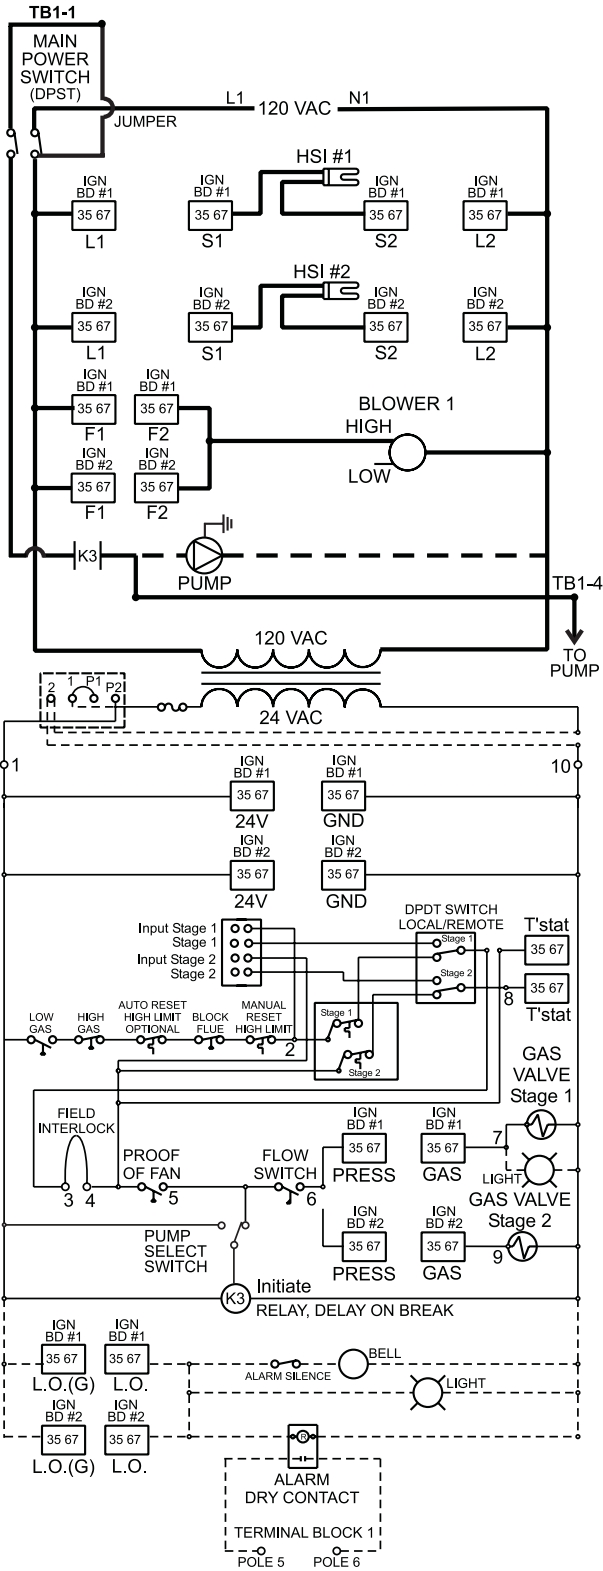 TB1-1
MAIN
POWER
SWITCH
(DPST)
JUMPER
L1 120 VAC N1
HSI #1
IGN BD #1
35 67
L1
IGN BD #1
35 67
S1
IGN BD #1
35 67
S2
IGN BD #1
35 67
L2
HSI #2
IGN BD #2
35 67
L1
IGN BD #2
35 67
S1
IGN BD #2
35 67
S2
IGN BD #2
35 67
L2
IGN BD #1
35 67
F1
IGN BD #1
35 67
F2
IGN BD #2
35 67
F1
IGN BD #2
35 67
F2
BLOWER 1
HIGH
LOW
K3
PUMP
TB1-4
TO
PUMP
120 VAC
24 VAC
2 1 P1 P2
1
10
IGN BD #1
35 67
24V
IGN BD #1
35 67
GND
IGN BD #2
35 67
24V
IGN BD #2
35 67
GND
Input Stage 1
Stage 1
Input Stage 2
Stage 2
DPDT SWITCH
LOCAL/REMOTE
Stage 1
Stage 2
T'stat
35 67
35 67
T'stat
8
LOW
GAS
HIGH
GAS
AUTO RESET
HIGH LIMIT
OPTIONAL
BLOCK
FLUE
MANUAL
RESET
HIGH LIMIT
2
Stage 1
Stage 2
GAS
VALVE
Stage 1
FIELD
INTERLOCK
3 4
PROOF
OF FAN
5
FLOW
SWITCH
6
IGN BD #1
35 67
PRESS
IGN BD #1
35 67
GAS
7
LIGHT
GAS VALVE
Stage 2
IGN BD #2
35 67
PRESS
IGN BD #2
35 67
GAS
9
PUMP
SELECT
SWITCH
K3
Initiate
RELAY, DELAY ON BREAK
IGN BD #1
35 67
L.O.(G)
IGN BD #1
35 67
L.O.
ALARM SILENCE
BELL
LIGHT
IGN BD #2
35 67
L.O.(G)
IGN BD #2
35 67
L.O.
R
ALARM
DRY CONTACT
TERMINAL BLOCK 1
POLE 5
POLE 6